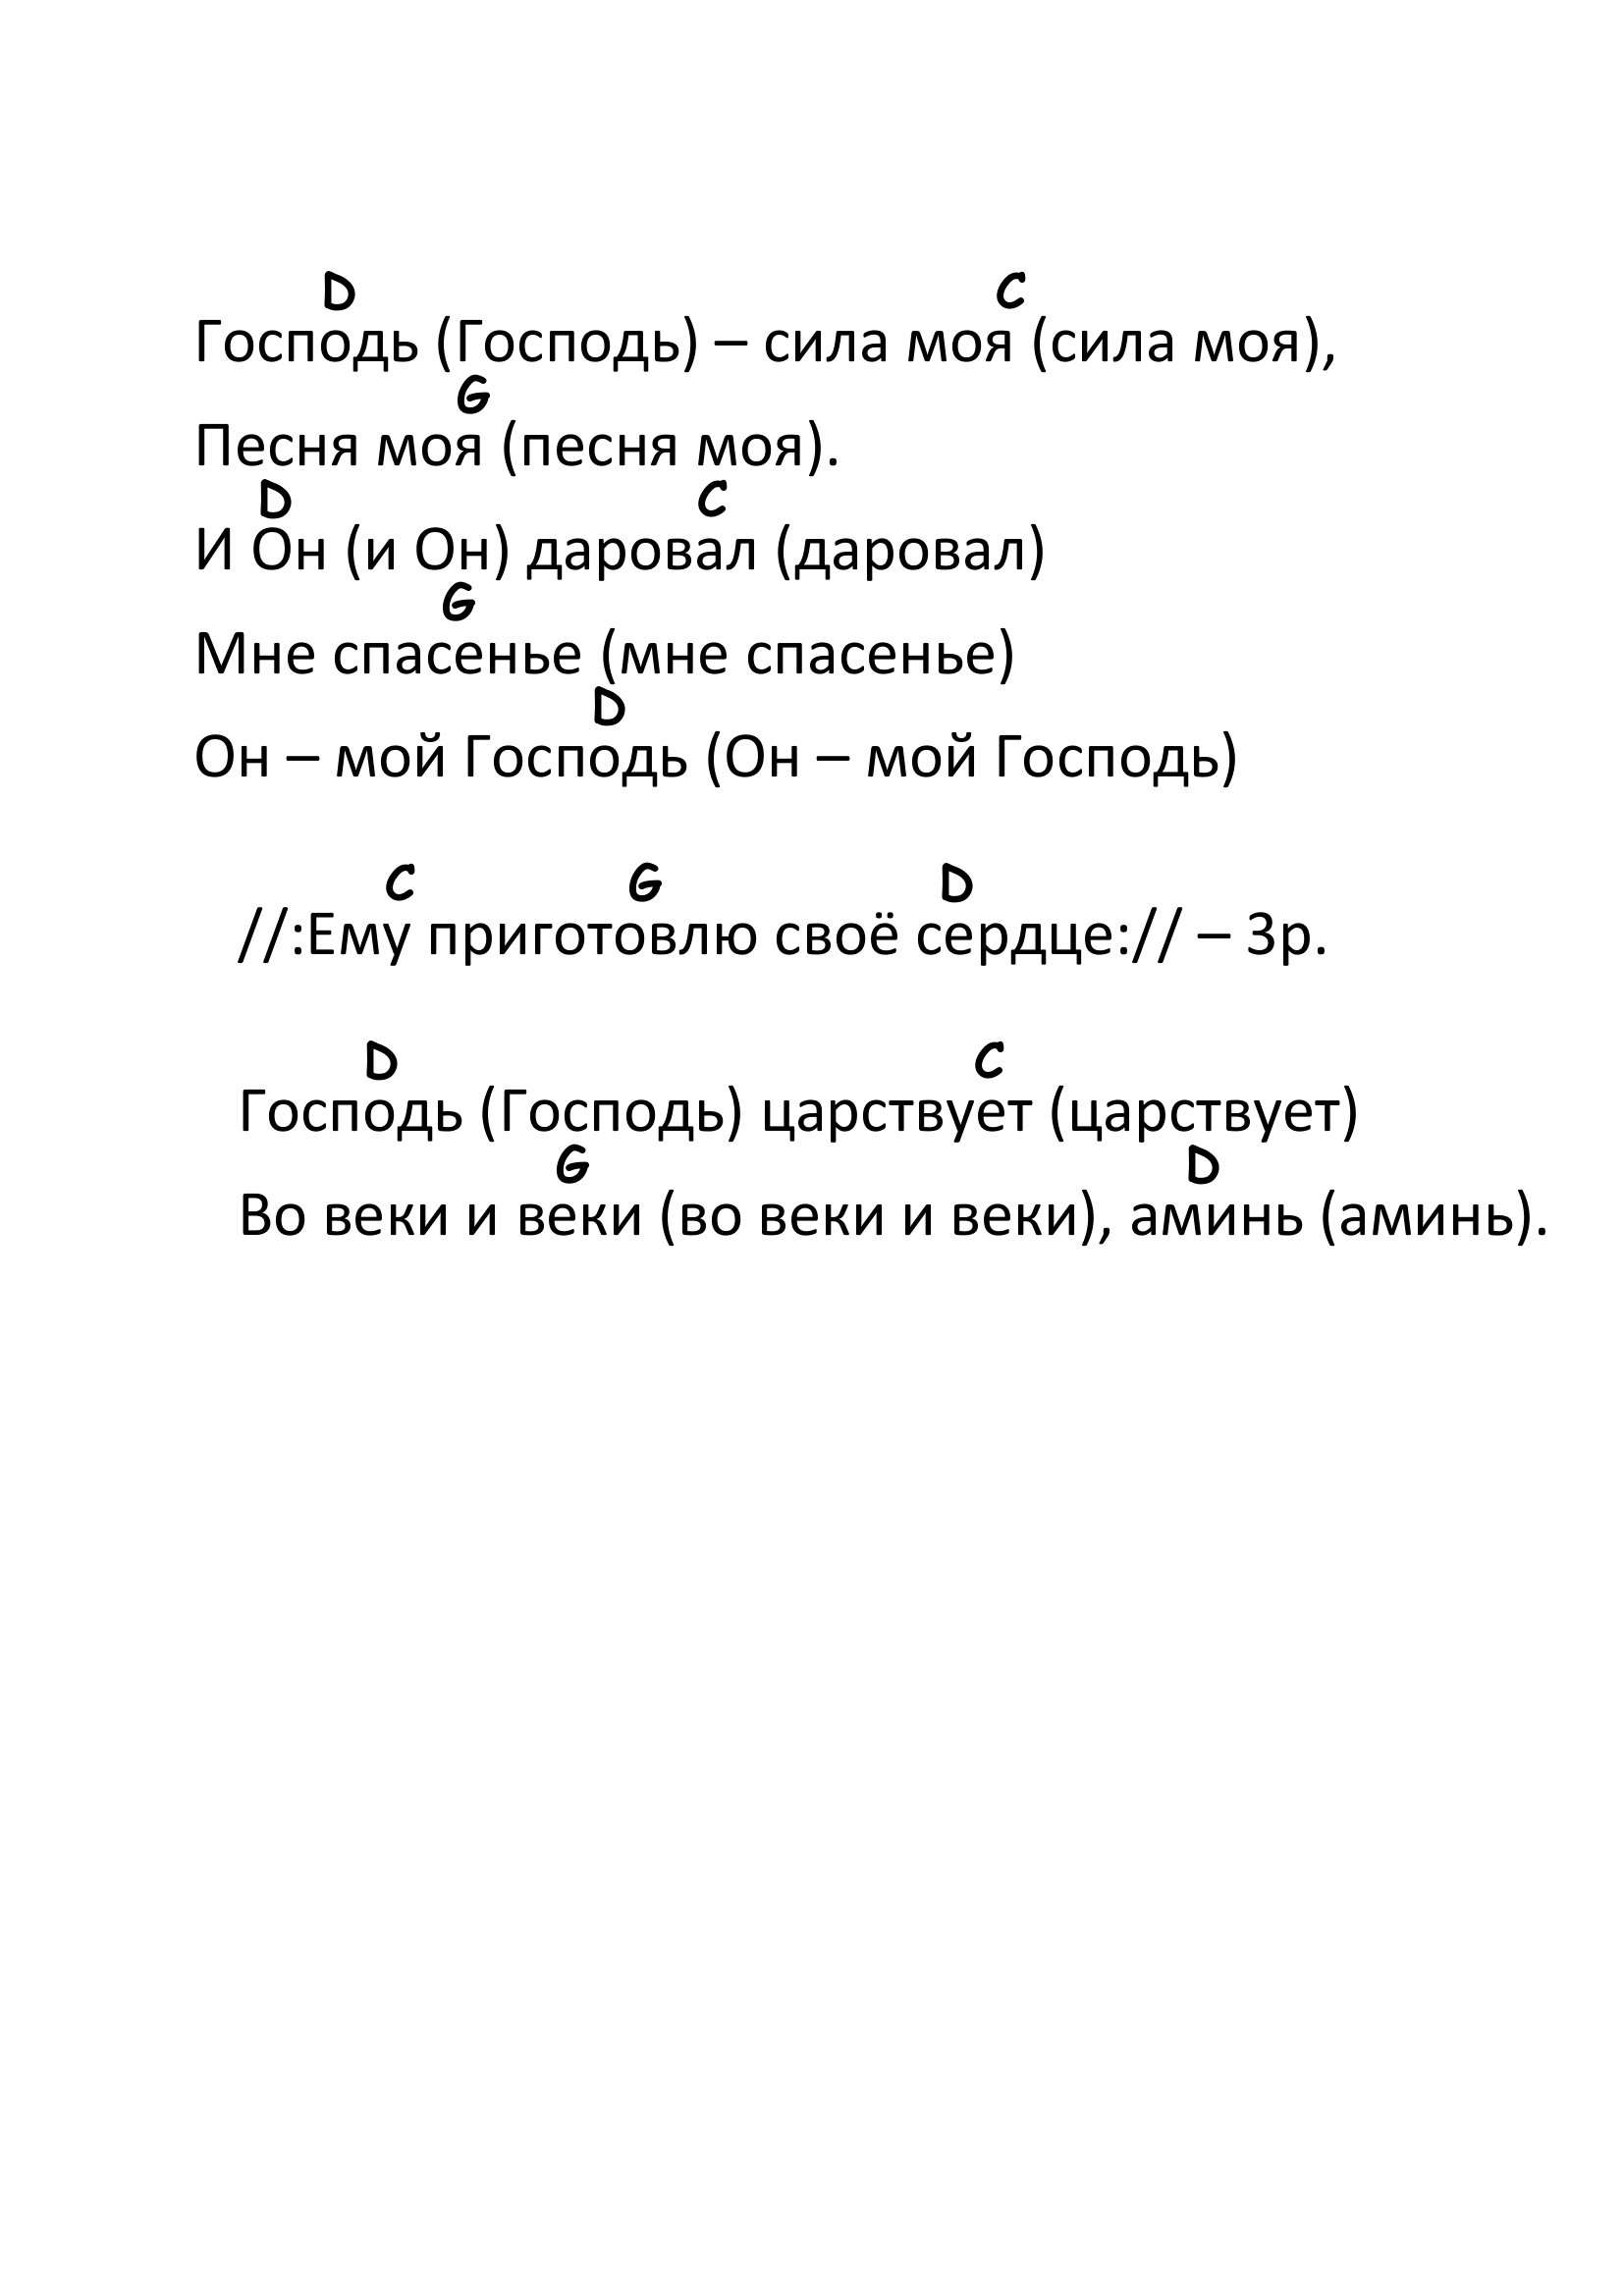 D C
Господь (Господь) – сила моя (сила моя),
G
Песня моя (песня моя).
D C
И Он (и Он) даровал (даровал)
G
Мне спасенье (мне спасенье)
D
Он – мой Господь (Он – мой Господь)
C G D
//:Ему приготовлю своё сердце:// – 3р.
D C
Господь (Господь) царствует (царствует)
G D
Во веки и веки (во веки и веки), аминь (аминь).